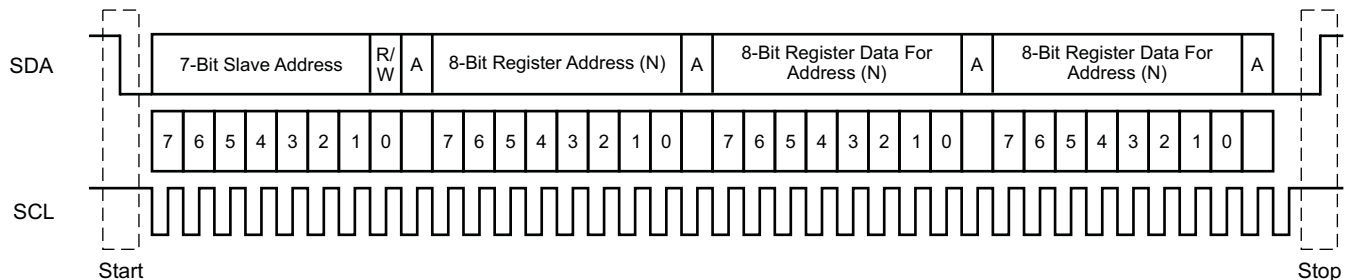 SDA
7-Bit Slave Address
R/
W
A
8-Bit Register Address (N)
A
8-Bit Register Data For
Address (N)
A
8-Bit Register Data For
Address (N)
A
7 6 5 4 3 2 1 0 7 6 5 4 3 2 1 0 7 6 5 4 3 2 1 0 7 6 5 4 3 2 1 0
SCL
Start
Stop